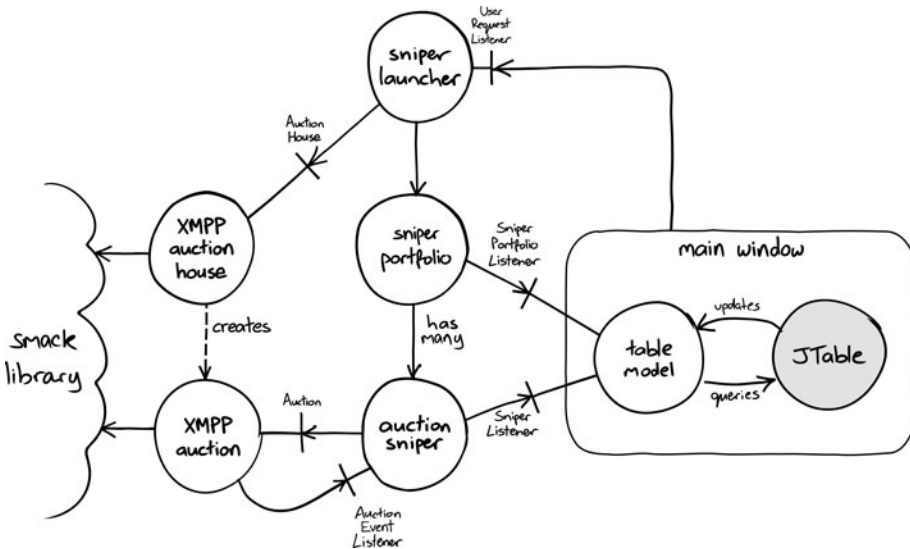 User
Request
Listener
sniper
launcher
Auction
House
XMPP
auction
house
sniper
portfolio
Sniper
Portfolio
Listener
main window
updates
smack
library
creates
has
many
table
model
JTable
queries
XMPP
auction
Auction
auction
sniper
Sniper
Listener
Auction
Event
Listener